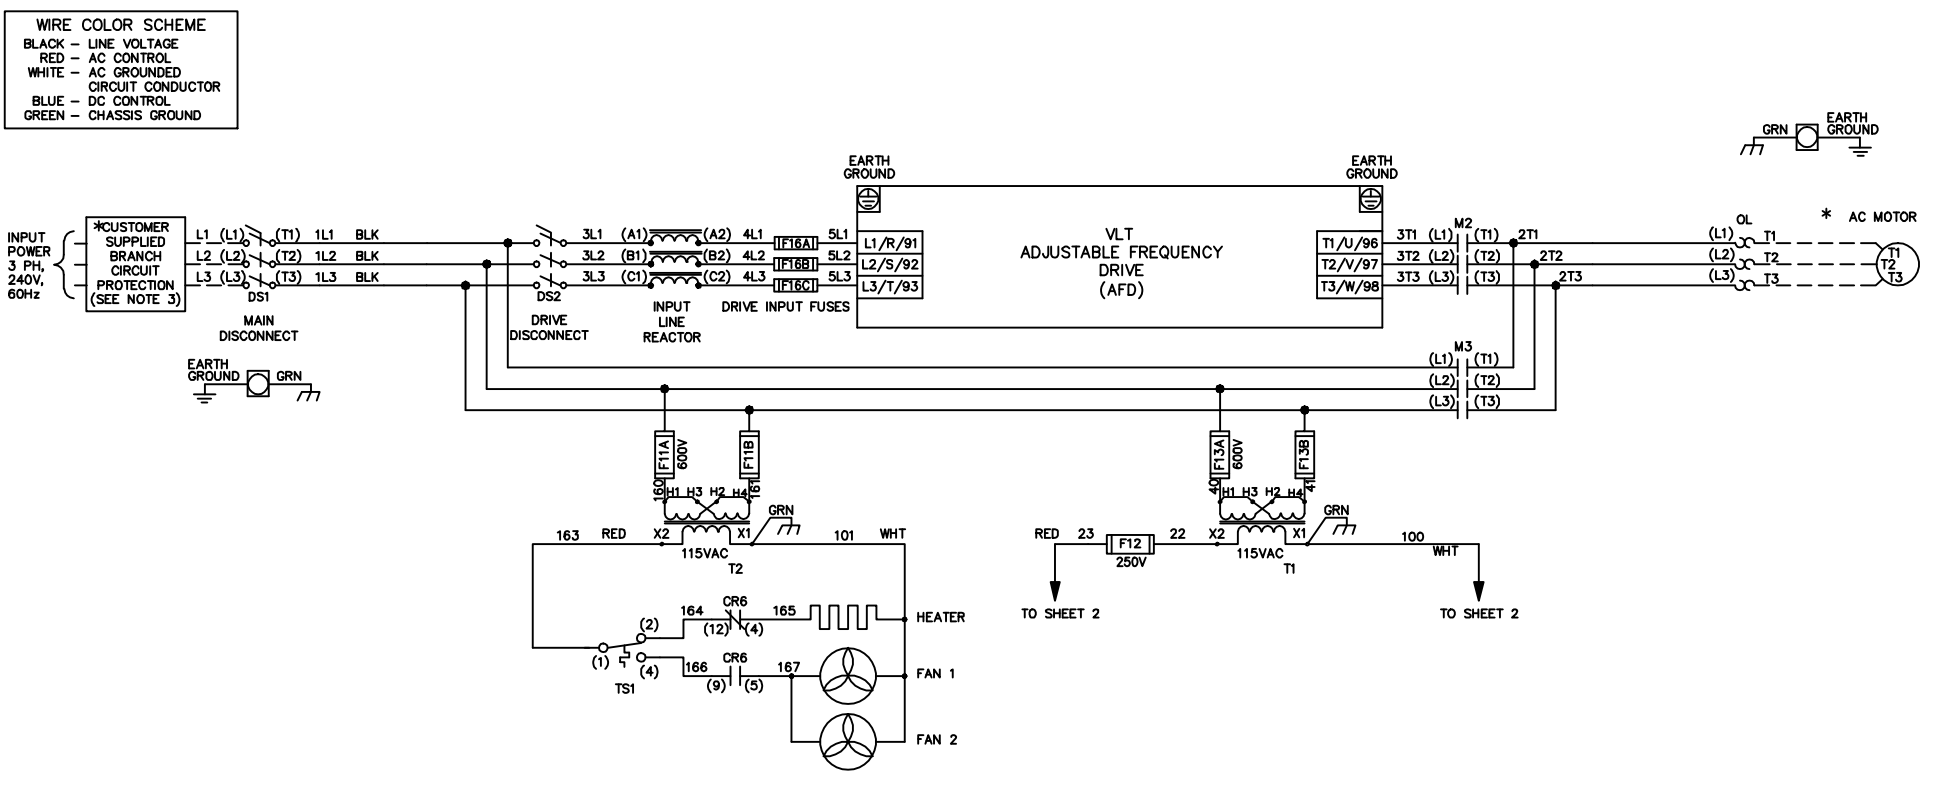 WIRE COLOR SCHEME
BLACK – LINE VOLTAGE
RED – AC CONTROL
WHITE – AC GROUNDED
CIRCUIT CONDUCTOR
BLUE – DC CONTROL
GREEN – CHASSIS GROUND
GRN
EARTH
GROUND
INPUT
POWER
3 PH,
240V,
60Hz
*CUSTOMER
SUPPLIED
BRANCH
CIRCUIT
PROTECTION
(SEE NOTE 3)
L1 (L1) (T1) 1L1 BLK
L2 (L2) (T2) 1L2 BLK
L3 (L3) (T3) 1L3 BLK
DS1
MAIN
DISCONNECT
EARTH
GROUND
GRN
3L1 (A1) (A2) 4L1 F16A 5L1
3L2 (B1) (B2) 4L2 F16B 5L2
3L3 (C1) (C2) 4L3 F16C 5L3
DS2
DRIVE
DISCONNECT
INPUT
LINE
REACTOR
DRIVE INPUT FUSES
EARTH
GROUND
EARTH
GROUND
L1/R/91
L2/S/92
L3/T/93
VLT
ADJUSTABLE FREQUENCY
DRIVE
(AFD)
T1/U/96
T2/V/97
T3/W/98
M2
3T1 (L1) (T1) 2T1
3T2 (L2) (T2) 2T2
3T3 (L3) (T3) 2T3
OL
(L1) T1
(L2) T2
(L3) T3
* AC MOTOR
T1
T2
T3
M3
(L1) (T1)
(L2) (T2)
(L3) (T3)
F11A
600V
F11B
160
161
H1 H3 H2 H4
GRN
163 RED X2 X1 101 WHT
115VAC
T2
F13A
600V
F13B
40
41
H1 H3 H2 H4
GRN
RED 23 F12 22 X2 X1 100
WHT
250V
115VAC
T1
TO SHEET 2
TO SHEET 2
164 CR6 165
(12) (4)
HEATER
(2)
(1)
(4)
TS1
166 CR6 167
(9) (5)
FAN 1
FAN 2